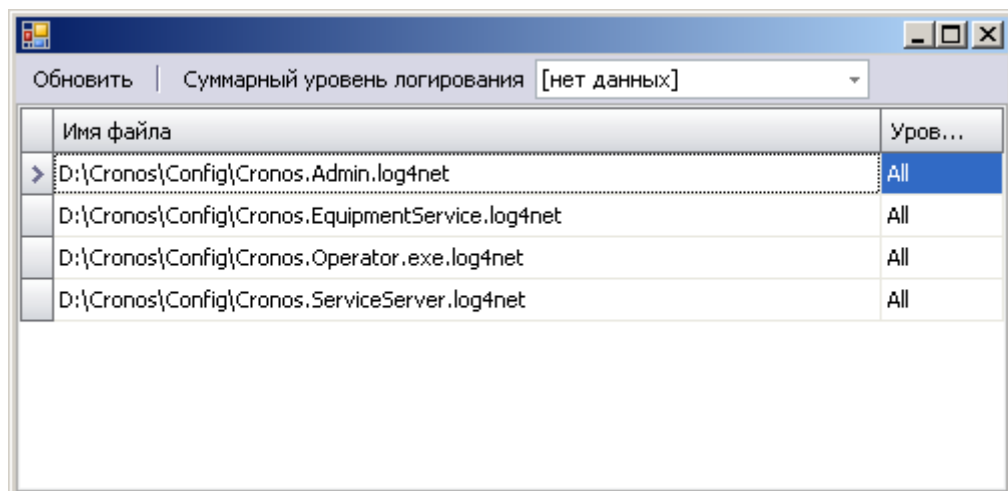 Обновить Суммарный уровень логирования [нет данных]
Имя файла Уров...
D:\Cronos\Config\Cronos.Admin.log4net All
D:\Cronos\Config\Cronos.EquipmentService.log4net All
D:\Cronos\Config\Cronos.Operator.exe.log4net All
D:\Cronos\Config\Cronos.ServiceServer.log4net All